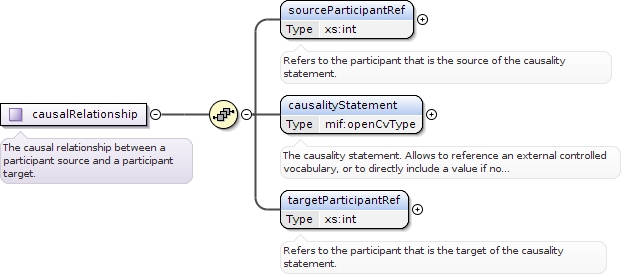 sourceParticipantRef
Type xs:int
Refers to the participant that is the source of the causality
statement.
causalRelationship
The causal relationship between a
participant source and a participant
target.
causalityStatement
Type mif:openCvType
The causality statement. Allows to reference an external controlled
vocabulary, or to directly include a value if no...
targetParticipantRef
Type xs:int
Refers to the participant that is the target of the causality
statement.